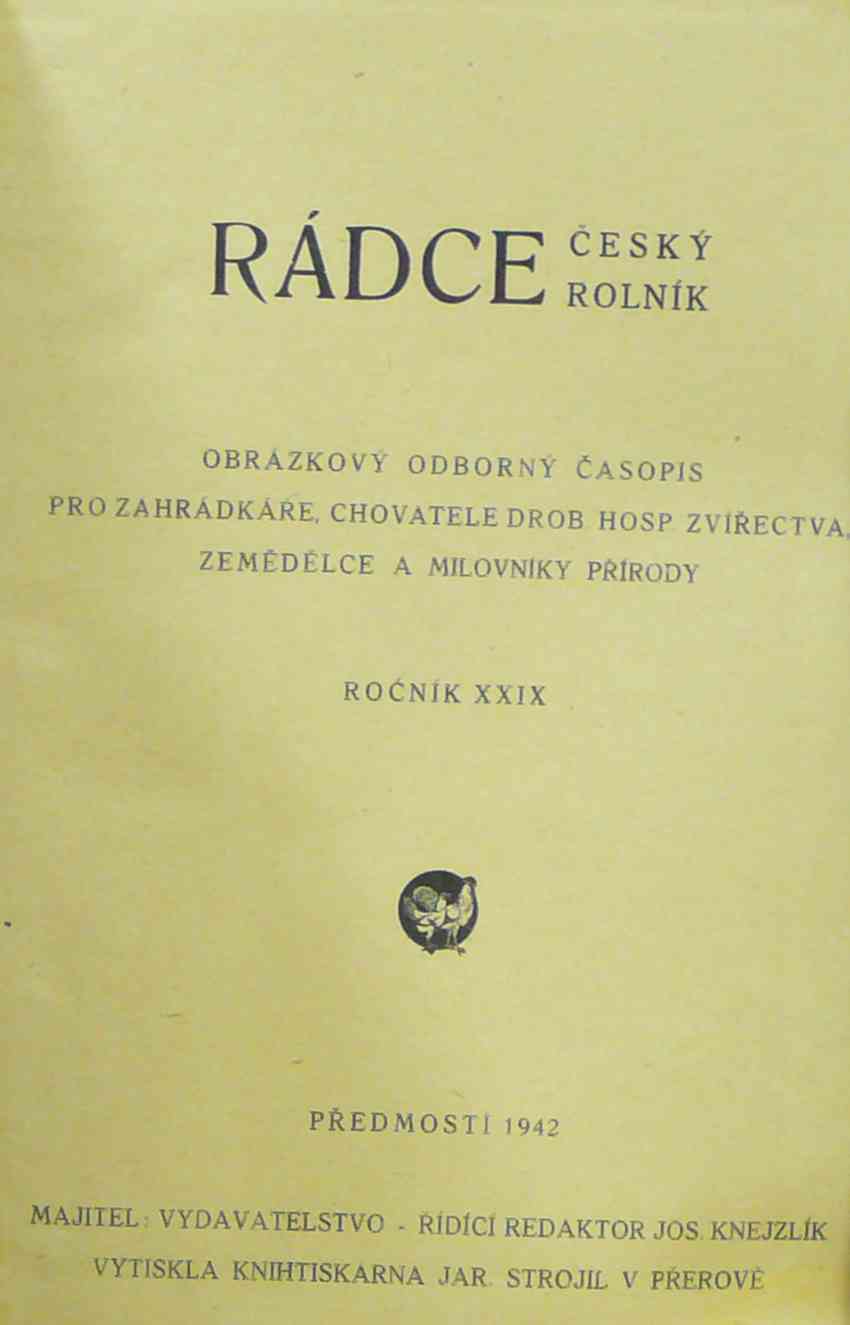 RÁDCE ČESKÝ ROLNÍK
OBRÁZKOVÝ ODBORNÝ ČASOPIS
PRO ZAHRÁDKÁŘE, CHOVATELE DROB. HOSP. ZVÍŘECTVA,
ZEMĚDĚLCE A MILOVNÍKY PŘÍRODY
ROČNÍK XXIX
PŘEDMOSTÍ 1942
MAJITEL: VYDAVATELSTVO - ŘÍDÍCÍ REDAKTOR JOS. KNEJZLÍK
VYTISKLA KNIHTISKARNA JAR. STROJIL V PŘEROVĚ